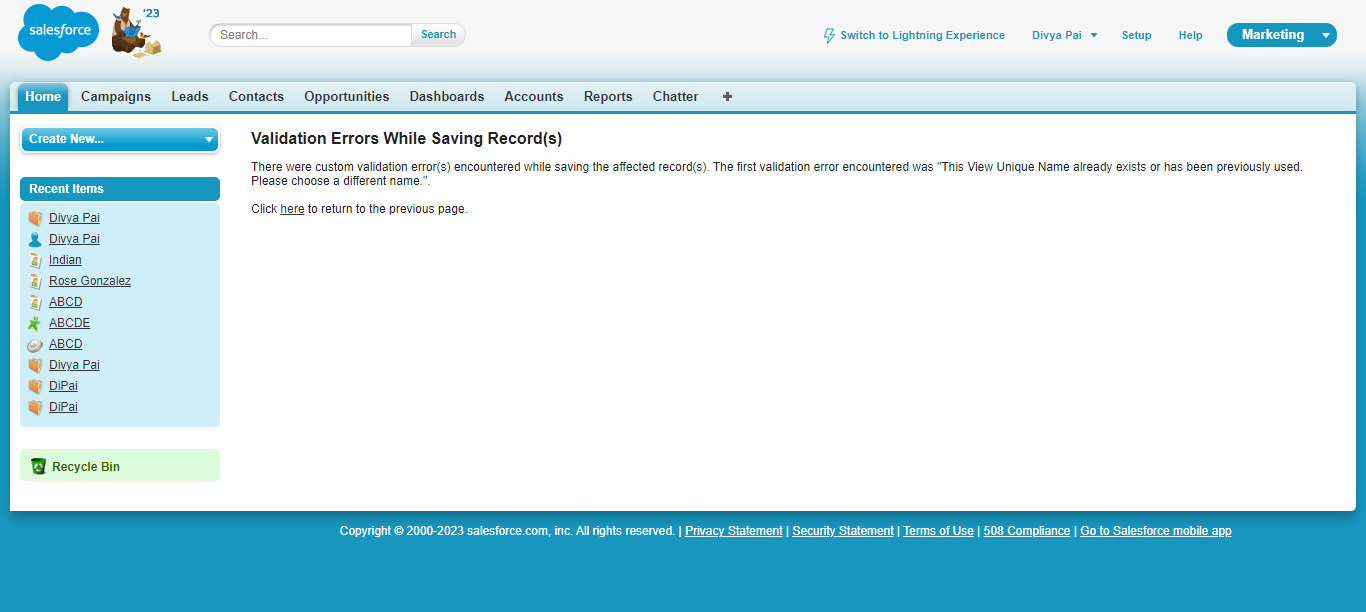 salesforce
'23
Search...
Search
Switch to Lightning Experience
Divya Pai
Setup
Help
Marketing
Home
Campaigns
Leads
Contacts
Opportunities
Dashboards
Accounts
Reports
Chatter
+
Create New...
Recent Items
Divya Pai
Divya Pai
Indian
Rose Gonzalez
ABCD
ABCDE
ABCD
Divya Pai
DiPai
DiPai
Recycle Bin
Validation Errors While Saving Record(s)
There were custom validation error(s) encountered while saving the affected record(s). The first validation error encountered was "This View Unique Name already exists or has been previously used.
Please choose a different name.".
Click here to return to the previous page.
Copyright © 2000-2023 salesforce.com, inc. All rights reserved. | Privacy Statement | Security Statement | Terms of Use | 508 Compliance | Go to Salesforce mobile app